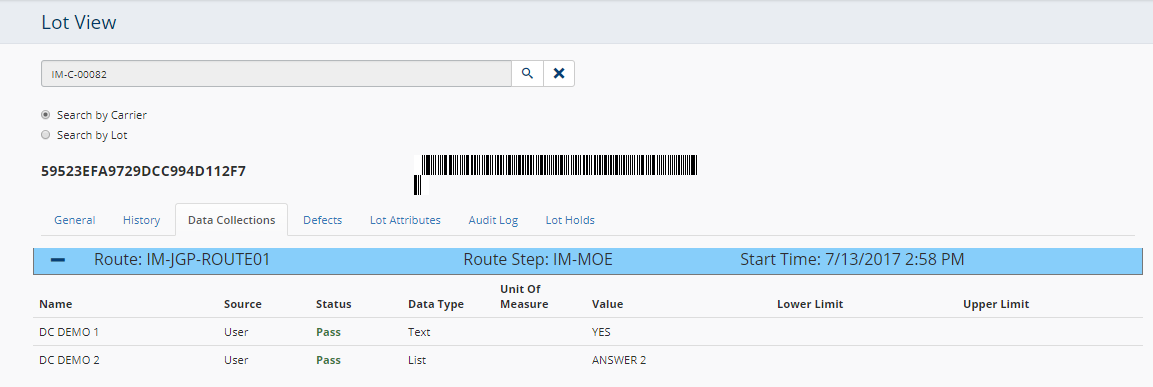 Lot View
IM-C-00082
Search by Carrier
Search by Lot
59523EFA9729DCC994D112F7
General History Data Collections Defects Lot Attributes Audit Log Lot Holds
Route: IM-JGP-ROUTE01 Route Step: IM-MOE Start Time: 7/13/2017 2:58 PM
Name Source Status Data Type Unit Of Measure Value Lower Limit Upper Limit
DC DEMO 1 User Pass Text YES
DC DEMO 2 User Pass List ANSWER 2